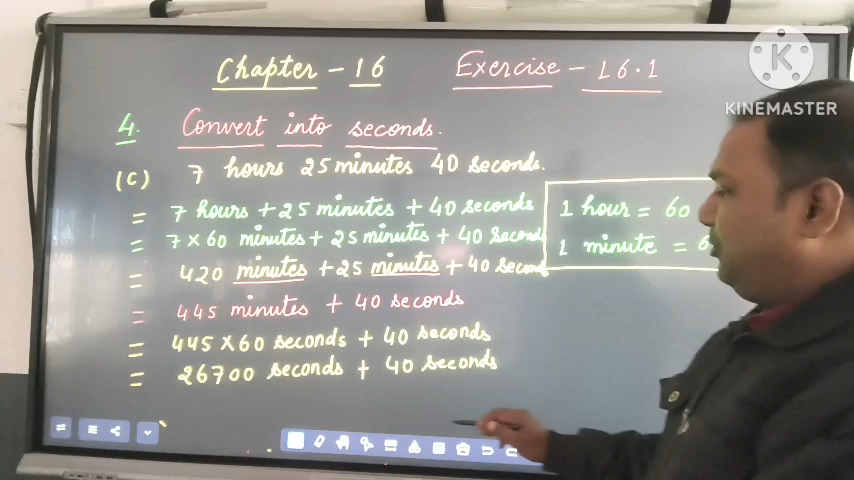 Chapter - 16 Exercise - 16.1
4. Convert into seconds.
(C) 7 hours 25 minutes 40 seconds.
= 7 hours + 25 minutes + 40 seconds
= 7 × 60 minutes + 25 minutes + 40 Second
= 420 minutes + 25 minutes + 40 Second
= 445 minutes + 40 seconds
= 445 × 60 seconds + 40 seconds
= 26700 seconds + 40 seconds
1 hour = 60
1 minute = 6
K
KINEMASTER